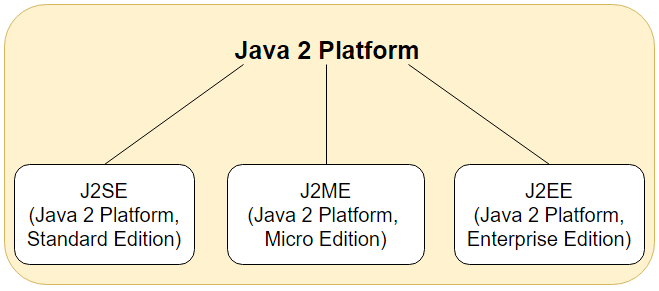 Java 2 Platform
J2SE
(Java 2 Platform,
Standard Edition)
J2ME
(Java 2 Platform,
Micro Edition)
J2EE
(Java 2 Platform,
Enterprise Edition)